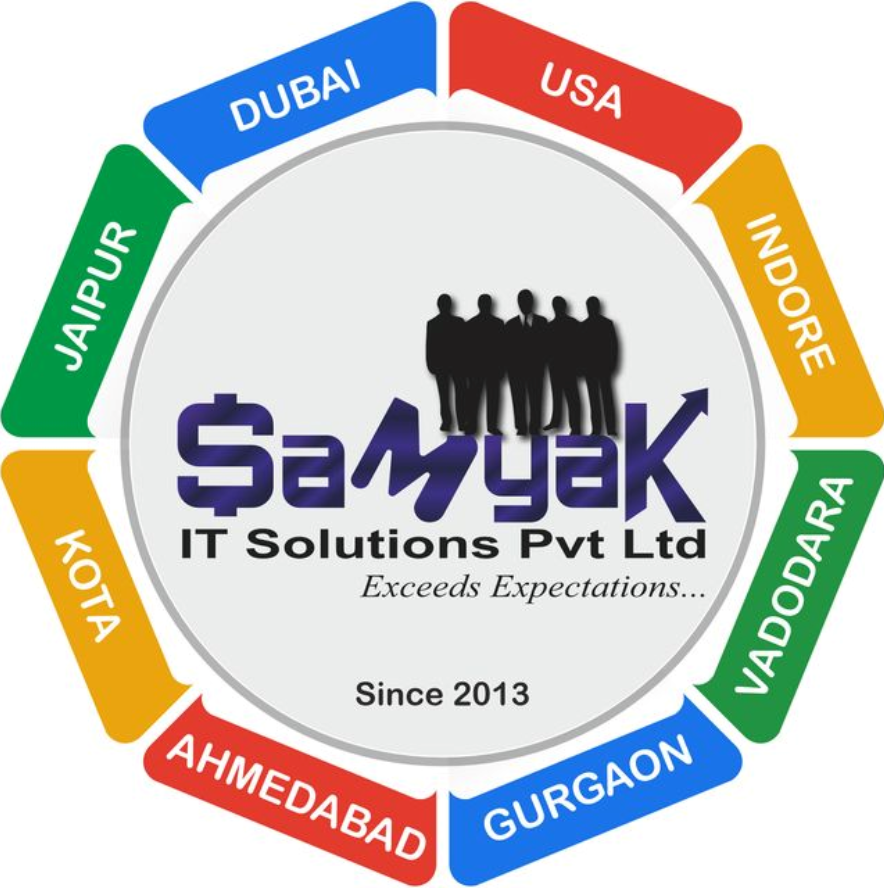 DUBAI
USA
INDORE
VADODARA
GURGAON
AHMEDABAD
KOTA
JAIPUR
$aMyaK
IT Solutions Pvt Ltd
Exceeds Expectations...
Since 2013